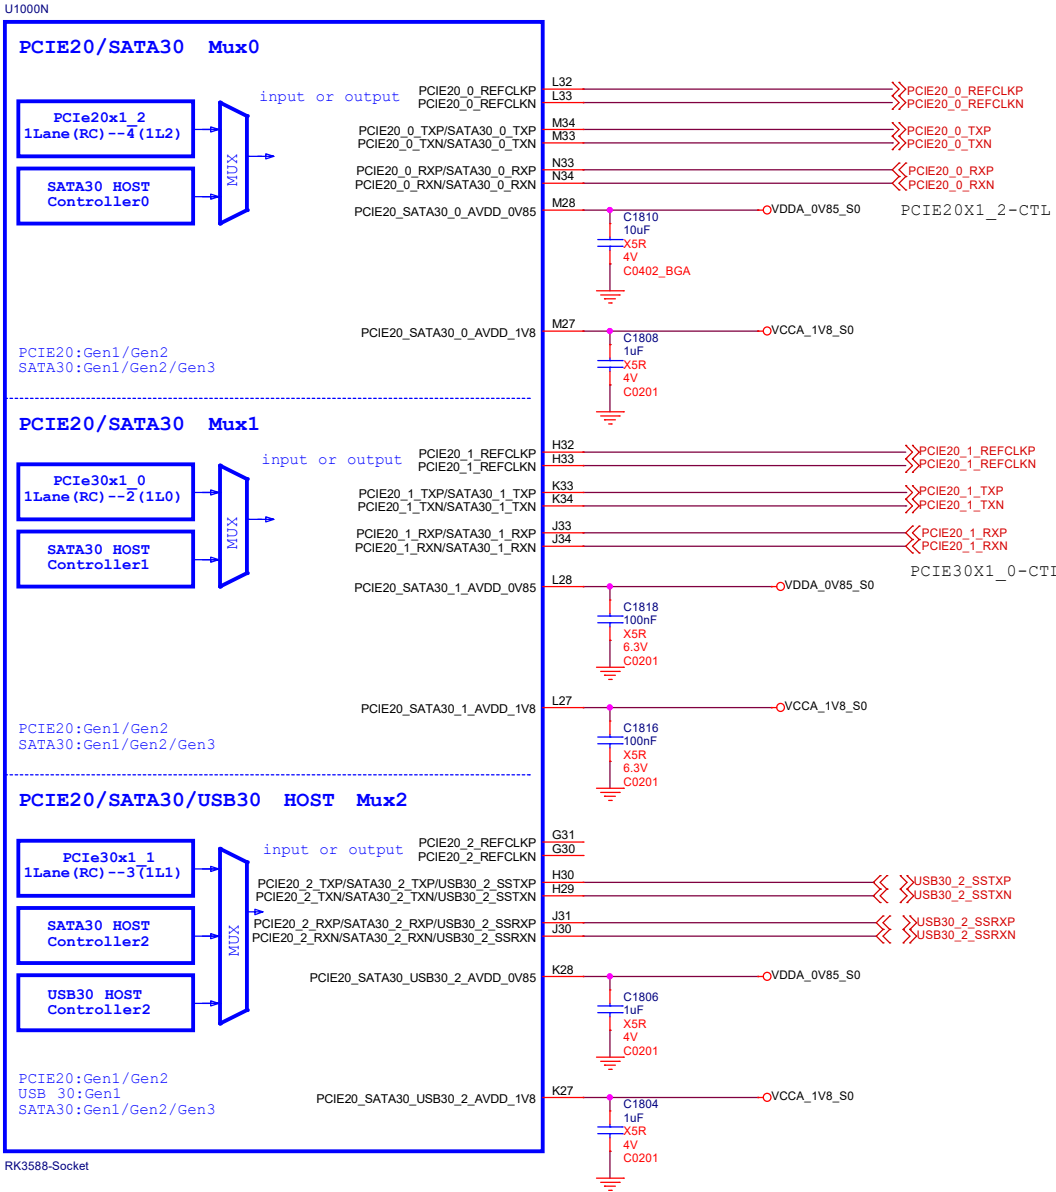 U1000N
PCIE20/SATA30 Mux0
PCIe20x1_2
1Lane(RC)--4(1L2)
SATA30 HOST
Controller0
MUX
input or output
PCIE20_0_REFCLKP L32 PCIE20_0_REFCLKP
PCIE20_0_REFCLKN L33 PCIE20_0_REFCLKN
PCIE20_0_TXP/SATA30_0_TXP M34 PCIE20_0_TXP
PCIE20_0_TXN/SATA30_0_TXN M33 PCIE20_0_TXN
PCIE20_0_RXP/SATA30_0_RXP N33 PCIE20_0_RXP
PCIE20_0_RXN/SATA30_0_RXN N34 PCIE20_0_RXN
PCIE20_SATA30_0_AVDD_0V85 M28 VDDA_0V85_S0
PCIE20X1_2-CTL
C1810
10uF
X5R
4V
C0402_BGA
PCIE20_SATA30_0_AVDD_1V8 M27 VCCA_1V8_S0
C1808
1uF
X5R
4V
C0201
PCIE20:Gen1/Gen2
SATA30:Gen1/Gen2/Gen3
PCIE20/SATA30 Mux1
PCIe30x1_0
1Lane(RC)--2(1L0)
SATA30 HOST
Controller1
MUX
input or output
PCIE20_1_REFCLKP H32 PCIE20_1_REFCLKP
PCIE20_1_REFCLKN H33 PCIE20_1_REFCLKN
PCIE20_1_TXP/SATA30_1_TXP K33 PCIE20_1_TXP
PCIE20_1_TXN/SATA30_1_TXN K34 PCIE20_1_TXN
PCIE20_1_RXP/SATA30_1_RXP J33 PCIE20_1_RXP
PCIE20_1_RXN/SATA30_1_RXN J34 PCIE20_1_RXN
PCIE30X1_0-CTL
PCIE20_SATA30_1_AVDD_0V85 L28 VDDA_0V85_S0
C1818
100nF
X5R
6.3V
C0201
PCIE20_SATA30_1_AVDD_1V8 L27 VCCA_1V8_S0
C1816
100nF
X5R
6.3V
C0201
PCIE20:Gen1/Gen2
SATA30:Gen1/Gen2/Gen3
PCIE20/SATA30/USB30 HOST Mux2
PCIe30x1_1
1Lane(RC)--3(1L1)
SATA30 HOST
Controller2
USB30 HOST
Controller2
MUX
input or output
PCIE20_2_REFCLKP G31
PCIE20_2_REFCLKN G30
PCIE20_2_TXP/SATA30_2_TXP/USB30_2_SSTXP H30 USB30_2_SSTXP
PCIE20_2_TXN/SATA30_2_TXN/USB30_2_SSTXN H29 USB30_2_SSTXN
PCIE20_2_RXP/SATA30_2_RXP/USB30_2_SSRXP J31 USB30_2_SSRXP
PCIE20_2_RXN/SATA30_2_RXN/USB30_2_SSRXN J30 USB30_2_SSRXN
PCIE20_SATA30_USB30_2_AVDD_0V85 K28 VDDA_0V85_S0
C1806
1uF
X5R
4V
C0201
PCIE20:Gen1/Gen2
USB 30:Gen1
SATA30:Gen1/Gen2/Gen3
PCIE20_SATA30_USB30_2_AVDD_1V8 K27 VCCA_1V8_S0
C1804
1uF
X5R
4V
C0201
RK3588-Socket